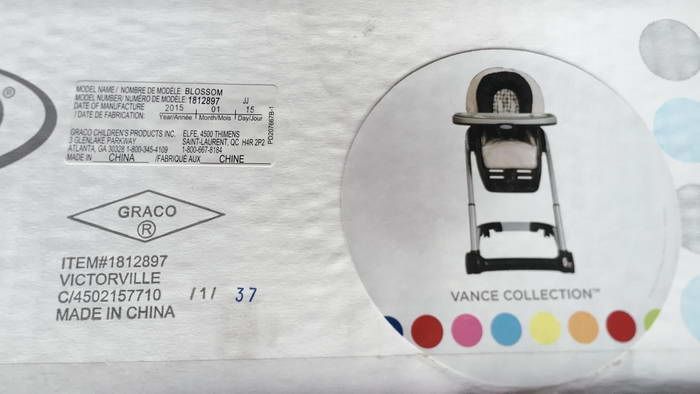 MODEL NAME/ NOMBRE DE MODÈLE: BLOSSOM
MODEL NUMBER/ NUMÉRO DE MODÈLE 1812897 JJ
DATE OF MANUFACTURE 2015 01 15
/ DATE DE FABRICATION: Year/Année Month/Mois Day/Jour
GRACO CHILDREN'S PRODUCTS INC. ELFE, 4500 THIMENS
3 GLENLAKE PARKWAY SAINT-LAURENT, QC H4R 2P2
ATLANTA, GA 30328 1-800-345-4109 1-800-667-8184
MADE IN CHINA /FABRIQUÉ AUX CHINE
GRACO
®
ITEM#1812897
VICTORVILLE
C/4502157710 /1/ 37
MADE IN CHINA
VANCE COLLECTION™